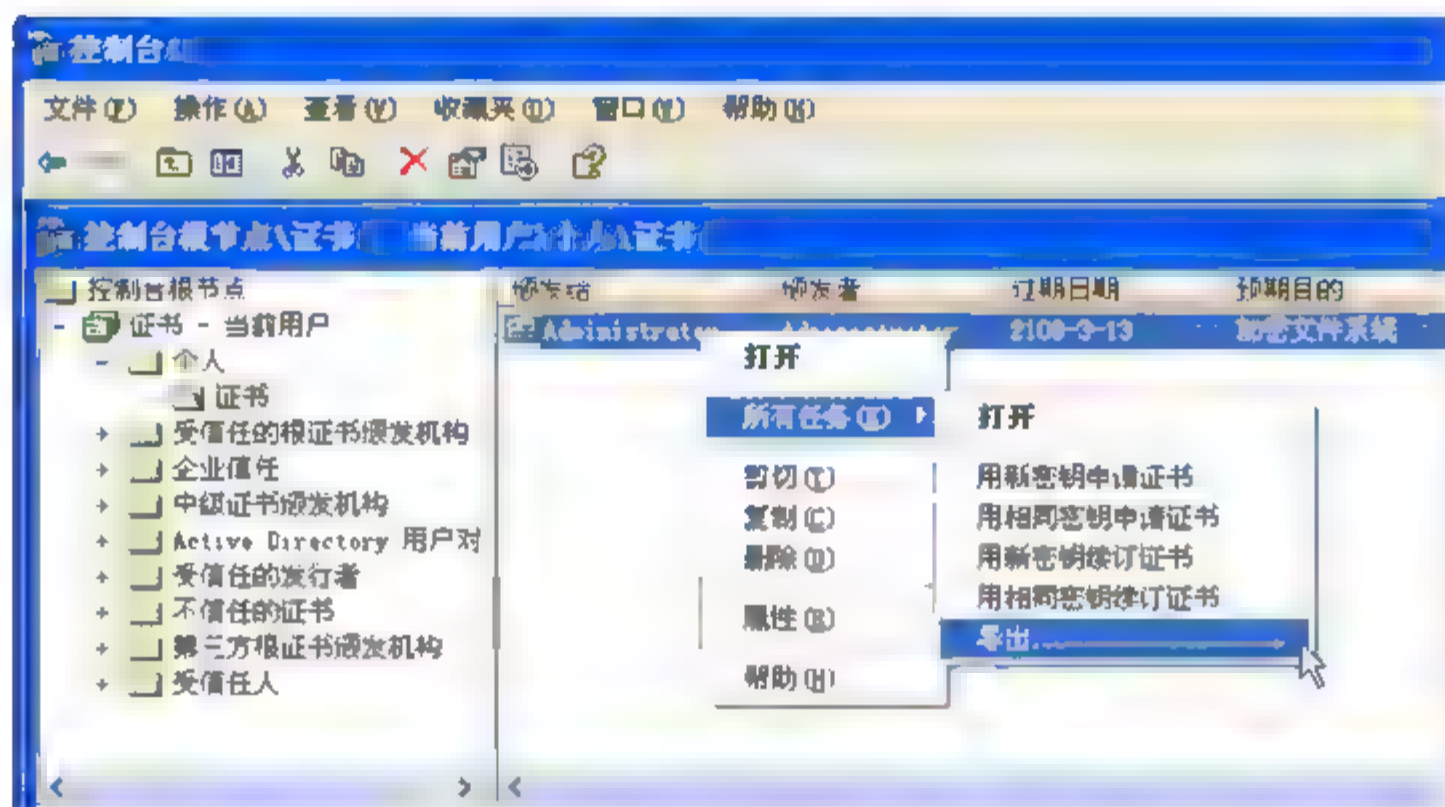 控制台
文件(F) 操作(A) 查看(V) 收藏夹(O) 窗口(W) 帮助(H)
控制台根节点\证书 当前用户\个人\证书
控制台根节点
颁发给 颁发者 过期日期 预期目的
证书 - 当前用户
Administrator Administrator 2108-3-13 加密文件系统
个人
证书
受信任的根证书颁发机构
企业信任
中级证书颁发机构
Active Directory 用户对
受信任的发行者
不信任的证书
第三方根证书颁发机构
受信任人
打开
所有任务(K)
剪切(T)
复制(C)
删除(D)
属性(R)
帮助(H)
打开
用新密钥申请证书
用相同密钥申请证书
用新密钥续订证书
用相同密钥续订证书
导出...